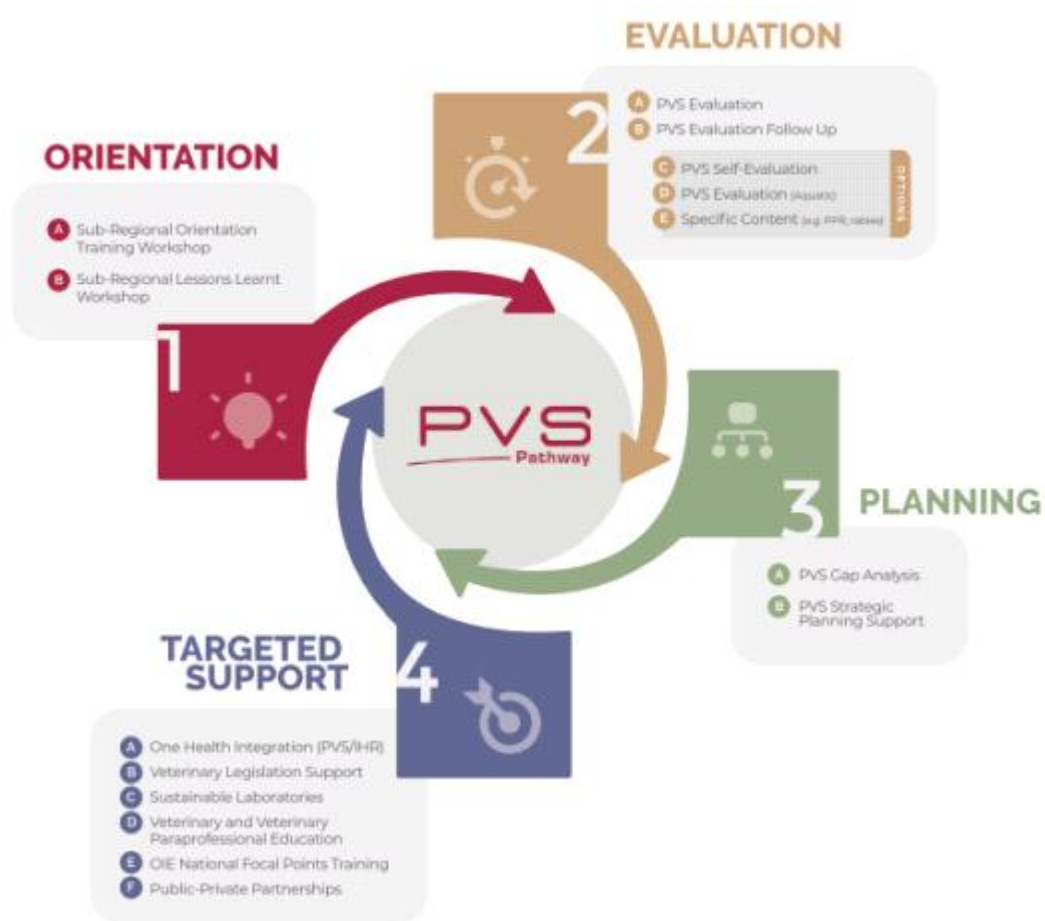 ORIENTATION
A Sub-Regional Orientation
Training Workshop
B Sub-Regional Lessons Learnt
Workshop
1
EVALUATION
2
A PVS Evaluation
B PVS Evaluation Follow Up
C PVS Self-Evaluation
D PVS Evaluation (Aquatic)
E Specific Content (e.g. PPR, rabies)
OPTIONS
PVS
Pathway
3
PLANNING
A PVS Gap Analysis
B PVS Strategic
Planning Support
TARGETED
SUPPORT
4
A One Health Integration (PVS/IHR)
B Veterinary Legislation Support
C Sustainable Laboratories
D Veterinary and Veterinary
Paraprofessional Education
E OIE National Focal Points Training
F Public-Private Partnerships